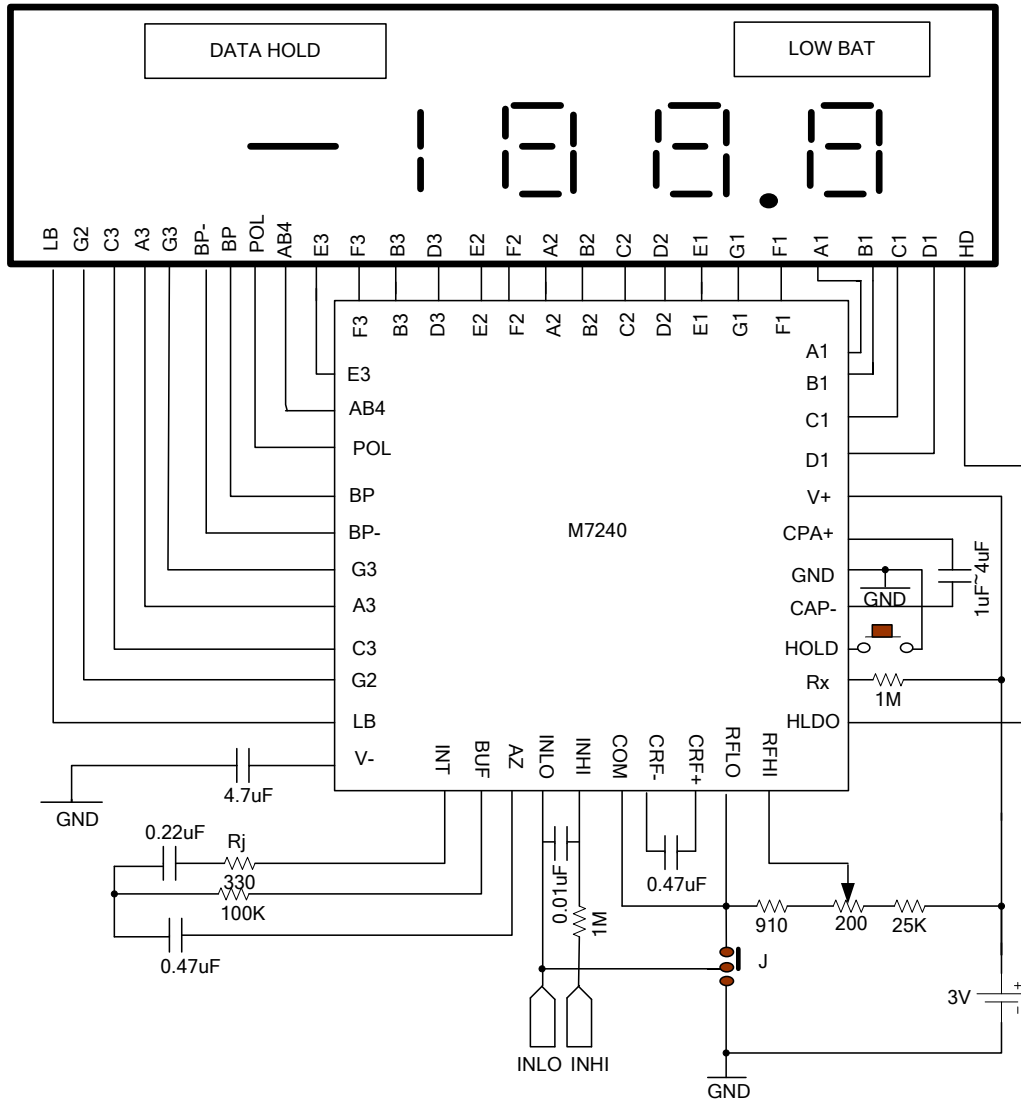 DATA HOLD
LOW BAT
-188.8
LB G2 C3 A3 G3 BP- BP POL AB4 E3 F3 B3 D3 E2 F2 A2 B2 C2 D2 E1 G1 F1 A1 B1 C1 D1 HD
F3 B3 D3 E2 F2 A2 B2 C2 D2 E1 G1 F1
A1
E3
B1
AB4
C1
POL
D1
BP
V+
BP-
M7240
CPA+
G3
GND
GND
1uF~4uF
A3
CAP-
C3
HOLD
G2
Rx
1M
LB
HLDO
V-
INT BUF AZ INLO INHI COM CRF- CRF+ RFLO RFHI
4.7uF
GND
0.22uF
Rj
330
100K
0.01uF
0.47uF
1M
910
200
25K
0.47uF
J
3V
+
-
INLO INHI
GND